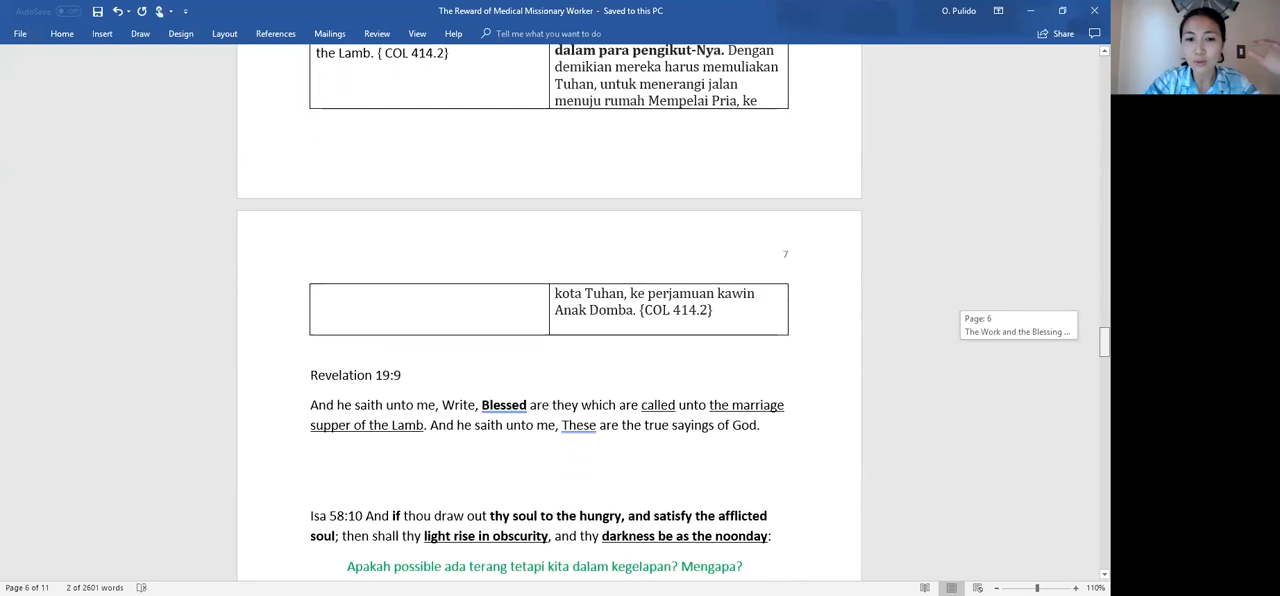 AutoSave Off
The Reward of Medical Missionary Worker - Saved to this PC
O. Pulido
File Home Insert Draw Design Layout References Mailings Review View Help Tell me what you want to do
Share
the Lamb. { COL 414.2}
dalam para pengikut-Nya. Dengan
demikian mereka harus memuliakan
Tuhan, untuk menerangi jalan
menuju rumah Mempelai Pria, ke
7
kota Tuhan, ke perjamuan kawin
Anak Domba. {COL 414.2}
Page: 6
The Work and the Blessing ...
Revelation 19:9
And he saith unto me, Write, Blessed are they which are called unto the marriage
supper of the Lamb. And he saith unto me, These are the true sayings of God.
Isa 58:10 And if thou draw out thy soul to the hungry, and satisfy the afflicted
soul; then shall thy light rise in obscurity, and thy darkness be as the noonday:
Apakah possible ada terang tetapi kita dalam kegelapan? Mengapa?
Page 6 of 11 2 of 2601 words
110%